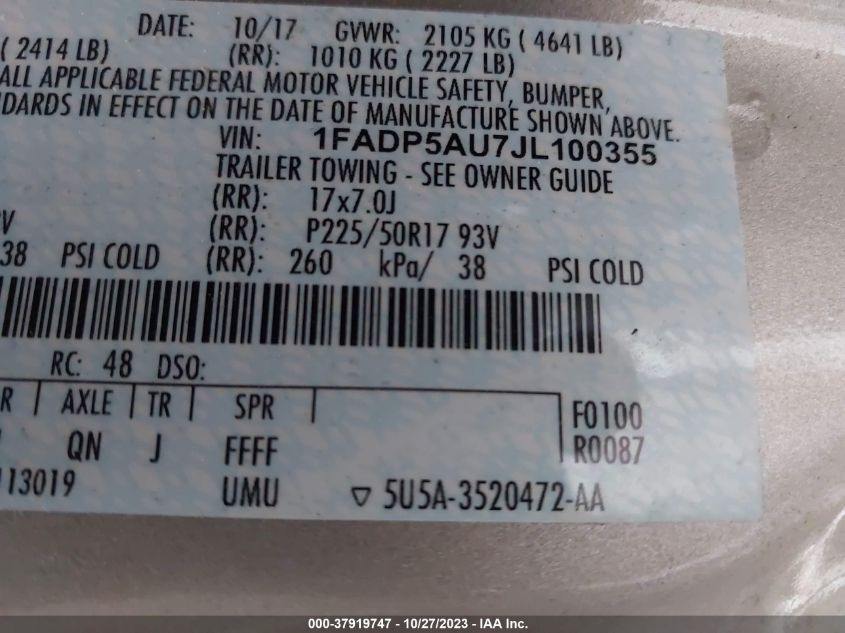 DATE: 10/17 GVWR: 2105 KG ( 4641 LB)
( 2414 LB) (RR): 1010 KG ( 2227 LB)
ALL APPLICABLE FEDERAL MOTOR VEHICLE SAFETY, BUMPER,
DARDS IN EFFECT ON THE DATE OF MANUFACTURE SHOWN ABOVE.
VIN: 1FADP5AU7JL100355
TRAILER TOWING - SEE OWNER GUIDE
(RR): 17x7.0J
V (RR): P225/50R17 93V
38 PSI COLD (RR): 260 kPa/ 38 PSI COLD
RC: 48 DSO:
R AXLE TR SPR F0100
QN J FFFF R0087
113019 UMU ▽ 5U5A-3520472-AA
000-37919747 - 10/27/2023 - IAA Inc.